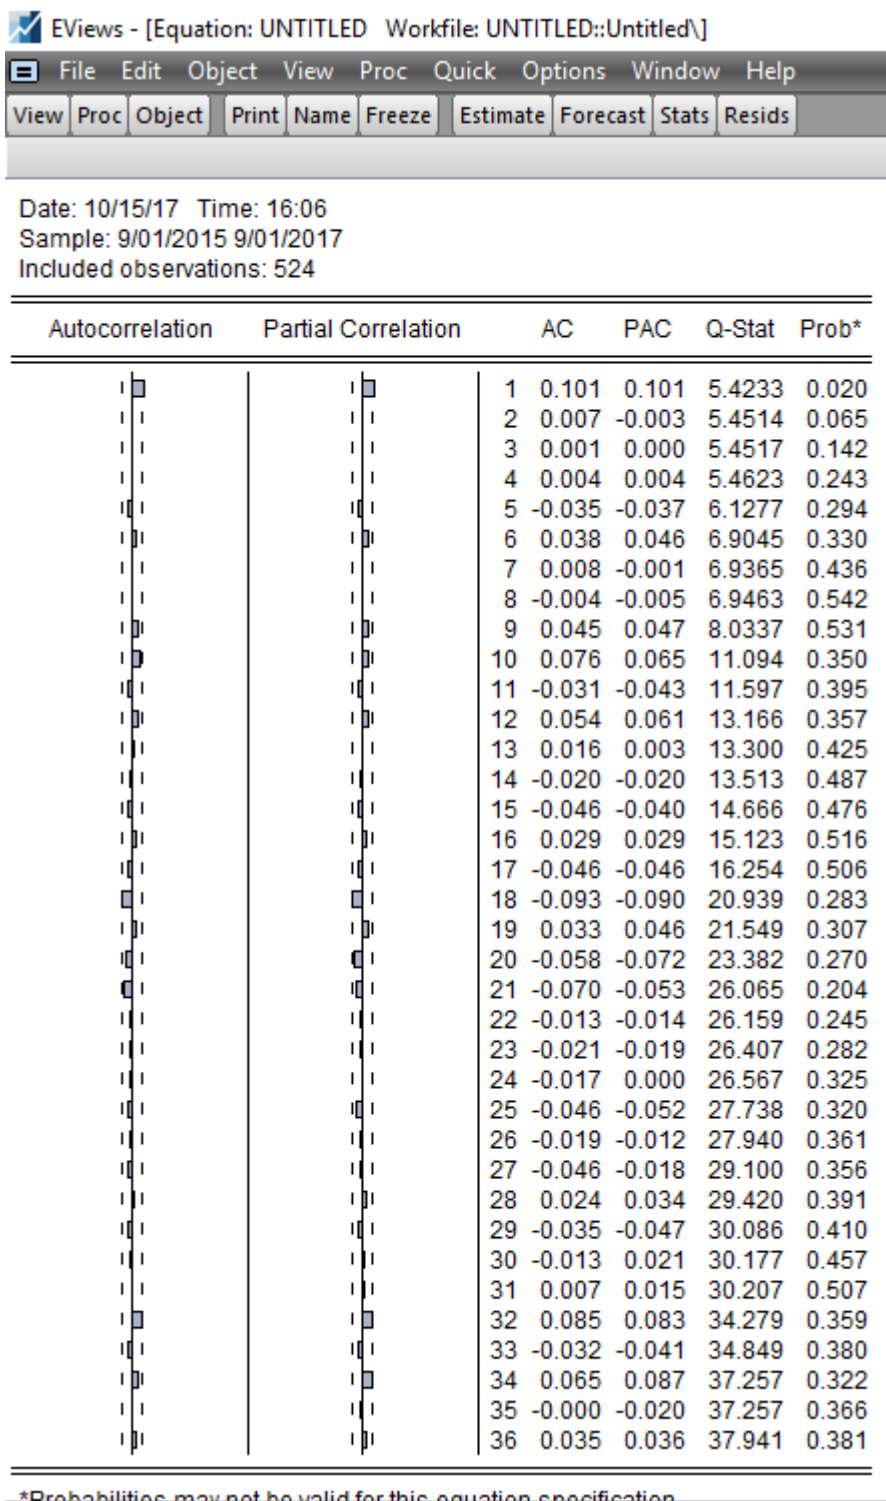 EViews - [Equation: UNTITLED Workfile: UNTITLED::Untitled\]
File Edit Object View Proc Quick Options Window Help
View Proc Object Print Name Freeze Estimate Forecast Stats Resids
Date: 10/15/17 Time: 16:06
Sample: 9/01/2015 9/01/2017
Included observations: 524
Autocorrelation Partial Correlation AC PAC Q-Stat Prob*
1 0.101 0.101 5.4233 0.020
2 0.007 -0.003 5.4514 0.065
3 0.001 0.000 5.4517 0.142
4 0.004 0.004 5.4623 0.243
5 -0.035 -0.037 6.1277 0.294
6 0.038 0.046 6.9045 0.330
7 0.008 -0.001 6.9365 0.436
8 -0.004 -0.005 6.9463 0.542
9 0.045 0.047 8.0337 0.531
10 0.076 0.065 11.094 0.350
11 -0.031 -0.043 11.597 0.395
12 0.054 0.061 13.166 0.357
13 0.016 0.003 13.300 0.425
14 -0.020 -0.020 13.513 0.487
15 -0.046 -0.040 14.666 0.476
16 0.029 0.029 15.123 0.516
17 -0.046 -0.046 16.254 0.506
18 -0.093 -0.090 20.939 0.283
19 0.033 0.046 21.549 0.307
20 -0.058 -0.072 23.382 0.270
21 -0.070 -0.053 26.065 0.204
22 -0.013 -0.014 26.159 0.245
23 -0.021 -0.019 26.407 0.282
24 -0.017 0.000 26.567 0.325
25 -0.046 -0.052 27.738 0.320
26 -0.019 -0.012 27.940 0.361
27 -0.046 -0.018 29.100 0.356
28 0.024 0.034 29.420 0.391
29 -0.035 -0.047 30.086 0.410
30 -0.013 0.021 30.177 0.457
31 0.007 0.015 30.207 0.507
32 0.085 0.083 34.279 0.359
33 -0.032 -0.041 34.849 0.380
34 0.065 0.087 37.257 0.322
35 -0.000 -0.020 37.257 0.366
36 0.035 0.036 37.941 0.381
*Probabilities may not be valid for this equation specification